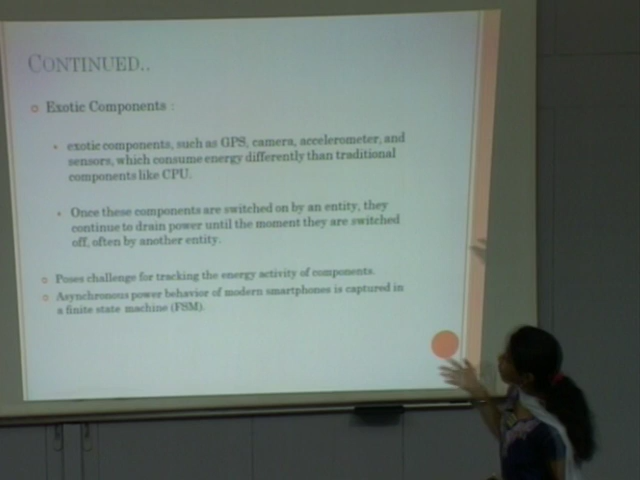 CONTINUED..
Exotic Components :
exotic components, such as GPS, camera, accelerometer, and
sensors, which consume energy differently than traditional
components like CPU.
Once these components are switched on by an entity, they
continue to drain power until the moment they are switched
off, often by another entity.
Poses challenge for tracking the energy activity of components.
Asynchronous power behavior of modern smartphones is captured in
a finite state machine (FSM).